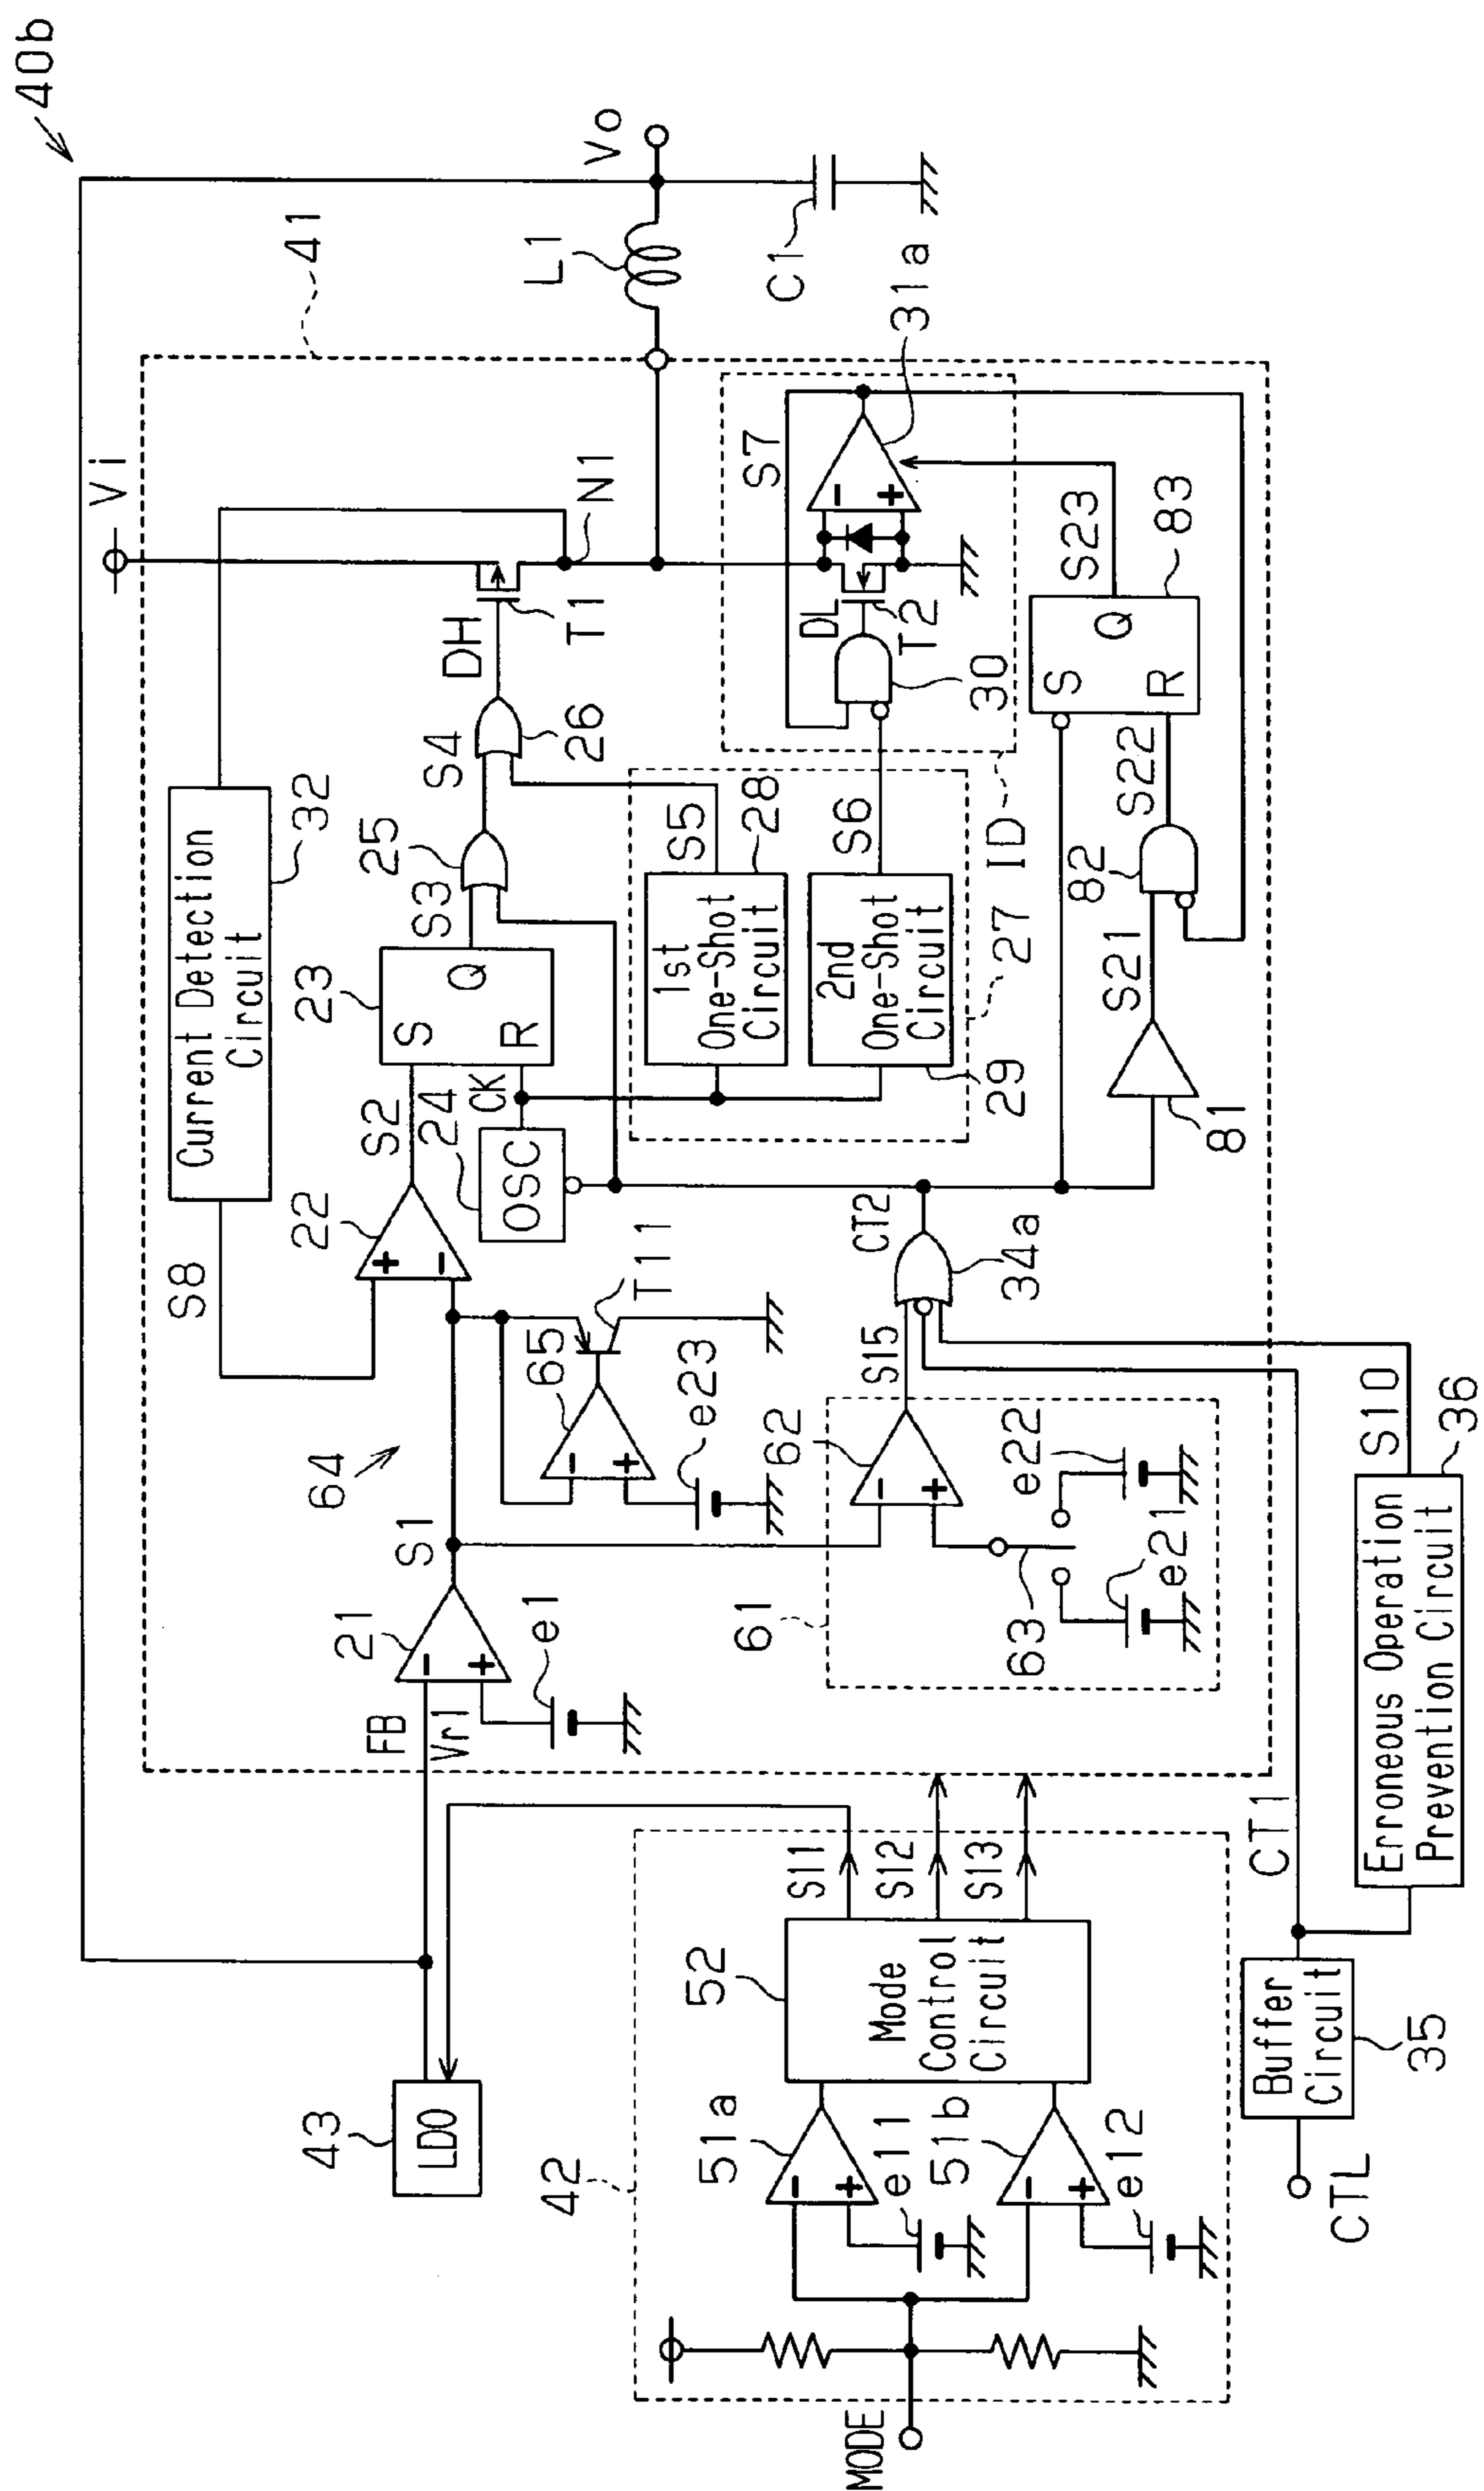 40b
41
Vi
Vo
L1
C1
Current Detection
Circuit
32
S8
N1
DH
T1
S4
26
25
S3
23
S
Q
R
CK
24
OSC
S2
22
1st
One-Shot
Circuit
S5
28
2nd
One-Shot
Circuit
S6
29
27
ID
S7
31a
DL
T2
30
S23
83
S
Q
R
S22
82
S21
81
CT2
34a
S15
T11
65
e23
64
S1
21
e1
FB
Vr1
62
61
63
e21
e22
S10
36
Erroneous Operation
Prevention Circuit
CT1
Buffer
Circuit
35
CTL
43
LDO
S11
S12
S13
52
Mode
Control
Circuit
42
51a
e11
51b
e12
MODE